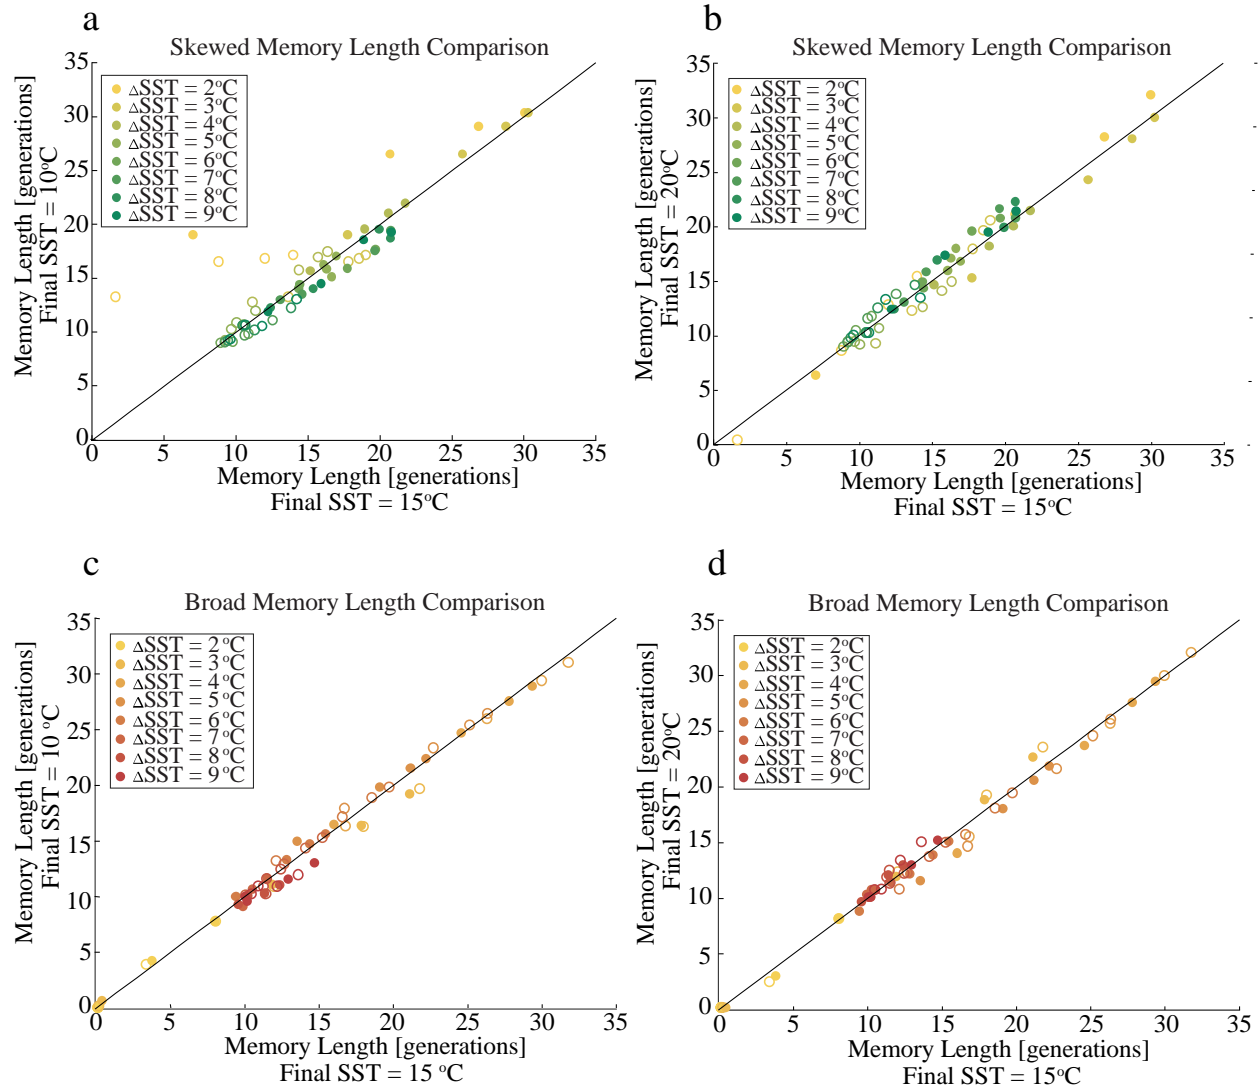 a
Skewed Memory Length Comparison
Memory Length [generations]
Final SST = 10°C
35
30
25
20
15
10
5
0
ΔSST = 2°C
ΔSST = 3°C
ΔSST = 4°C
ΔSST = 5°C
ΔSST = 6°C
ΔSST = 7°C
ΔSST = 8°C
ΔSST = 9°C
0 5 10 15 20 25 30 35
Memory Length [generations]
Final SST = 15°C
b
Skewed Memory Length Comparison
Memory Length [generations]
Final SST = 20°C
35
30
25
20
15
10
5
0
ΔSST = 2°C
ΔSST = 3°C
ΔSST = 4°C
ΔSST = 5°C
ΔSST = 6°C
ΔSST = 7°C
ΔSST = 8°C
ΔSST = 9°C
0 5 10 15 20 25 30 35
Memory Length [generations]
Final SST = 15°C
c
Broad Memory Length Comparison
Memory Length [generations]
Final SST = 10 °C
35
30
25
20
15
10
5
0
ΔSST = 2°C
ΔSST = 3°C
ΔSST = 4°C
ΔSST = 5°C
ΔSST = 6°C
ΔSST = 7°C
ΔSST = 8°C
ΔSST = 9°C
0 5 10 15 20 25 30 35
Memory Length [generations]
Final SST = 15 °C
d
Broad Memory Length Comparison
Memory Length [generations]
Final SST = 20°C
35
30
25
20
15
10
5
0
ΔSST = 2°C
ΔSST = 3°C
ΔSST = 4°C
ΔSST = 5°C
ΔSST = 6°C
ΔSST = 7°C
ΔSST = 8°C
ΔSST = 9°C
0 5 10 15 20 25 30 35
Memory Length [generations]
Final SST = 15°C